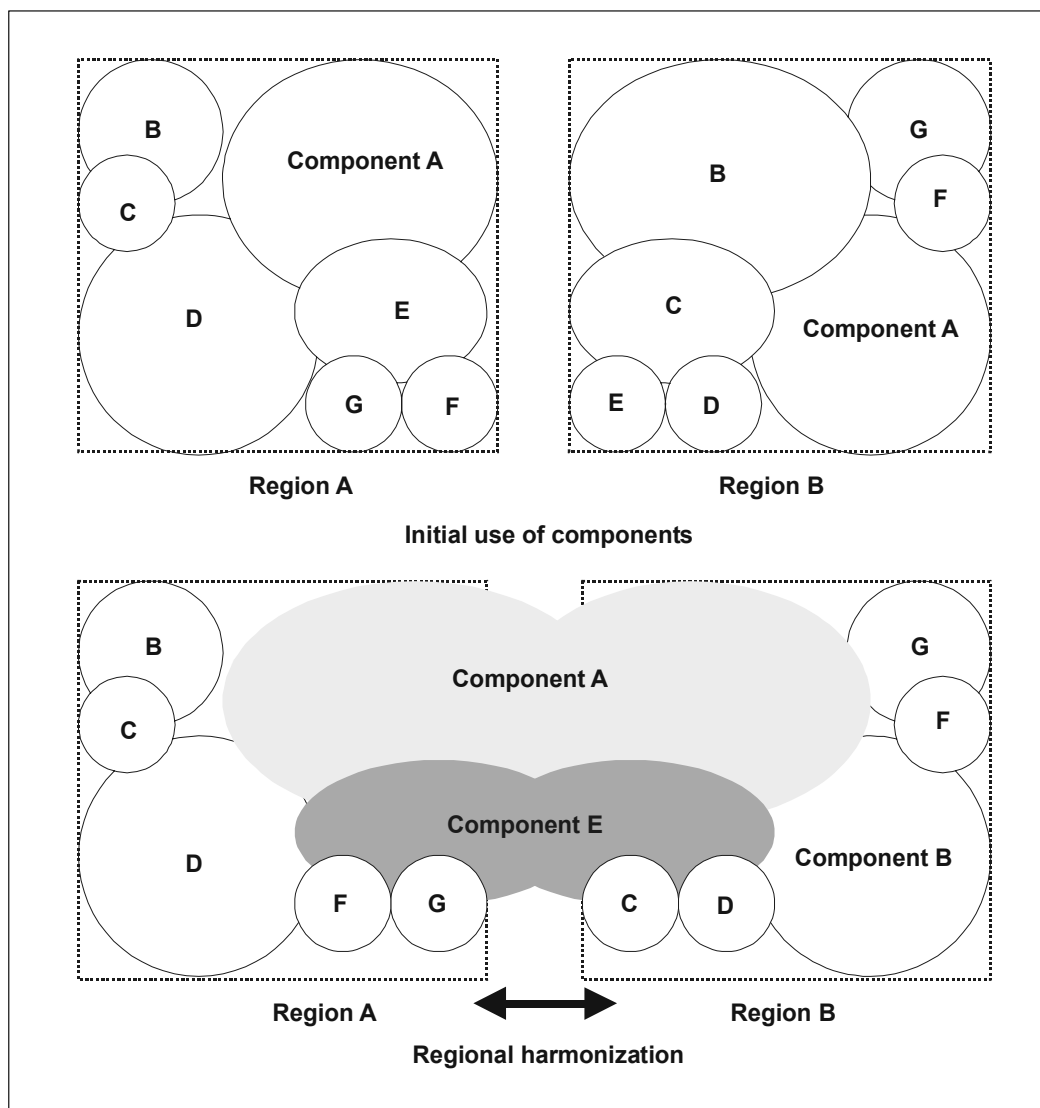 B
Component A
C
D
E
G
F
Region A
B
G
F
C
Component A
E
D
Region B
Initial use of components
B
Component A
C
Component E
D
F
G
Region A
G
F
Component B
C
D
Region B
Regional harmonization